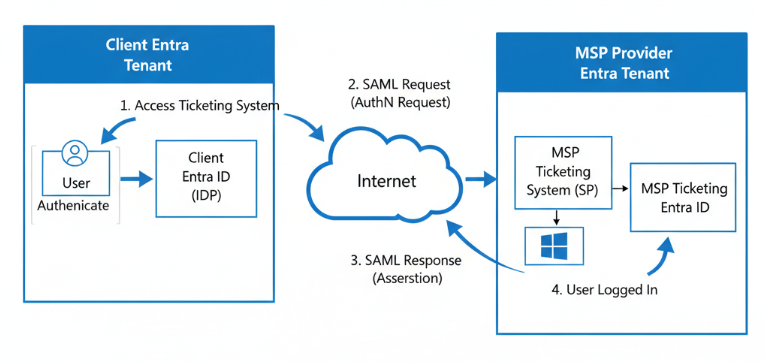 Client Entra
Tenant
1. Access Ticketing System
User
Authenicate
Client
Entra ID
(IDP)
2. SAML Request
(AuthN Request)
Internet
3. SAML Response
(Asserstion)
MSP Provider
Entra Tenant
MSP
Ticketing
System (SP)
MSP Ticketing
Entra ID
4. User Logged In